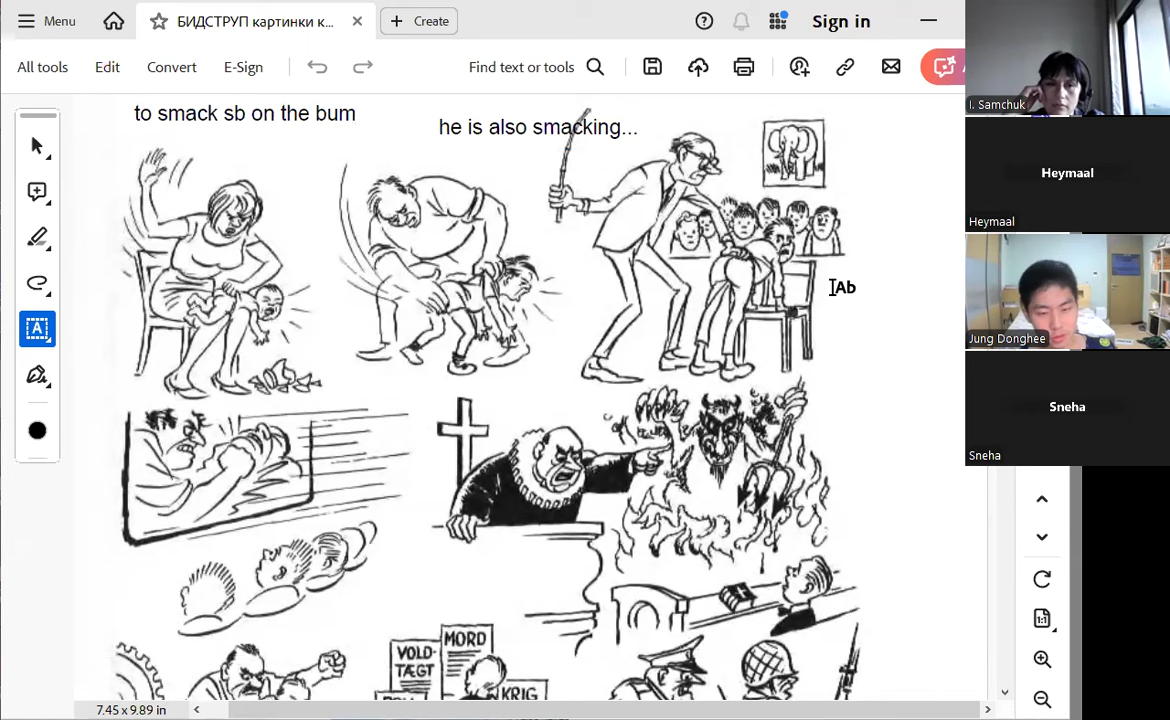 Menu
БИДСТРУП картинки к...
Create
Sign in
All tools
Edit
Convert
E-Sign
Find text or tools
to smack sb on the bum
he is also smacking...
Ab
A
I. Samchuk
Heymaal
Heymaal
Jung Donghee
Sneha
Sneha
VOLD-
TÆGT
MORD
KRIG
1:1
7.45 x 9.89 in